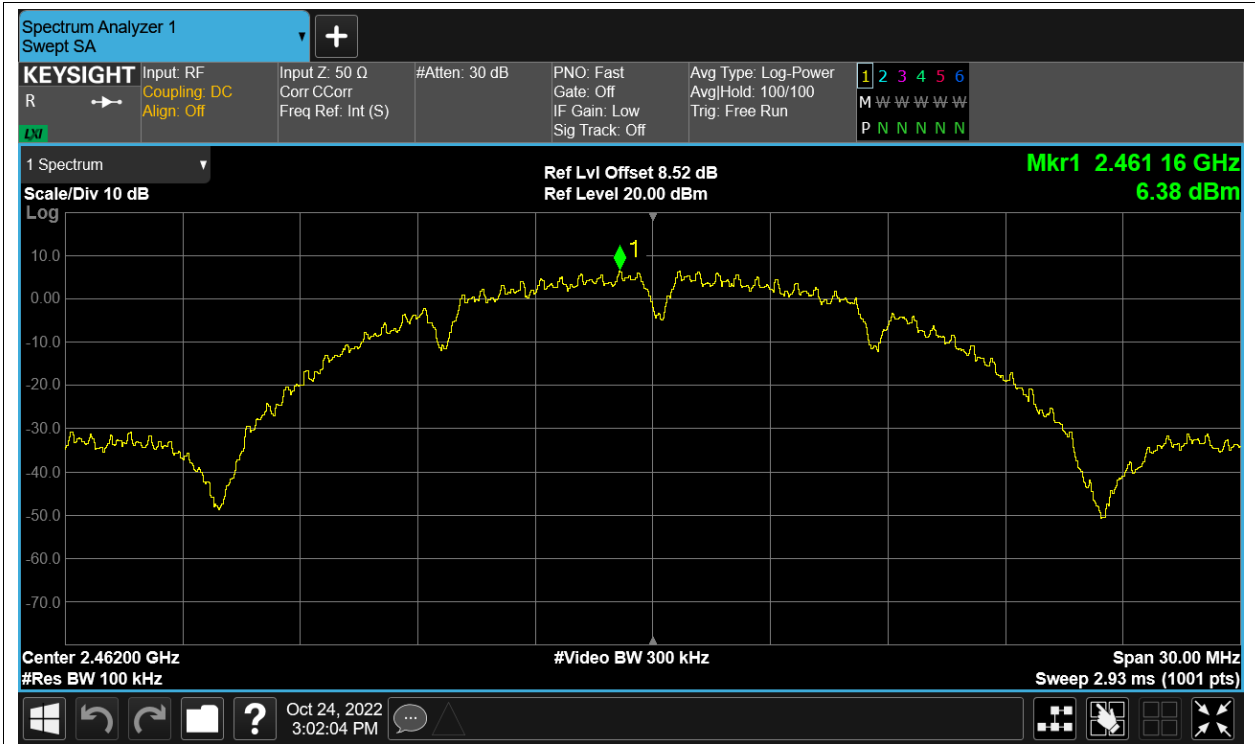 Spectrum Analyzer 1
Swept SA
KEYSIGHT
R
LXI
Input: RF
Coupling: DC
Align: Off
Input Z: 50 Ω
Corr CCorr
Freq Ref: Int (S)
#Atten: 30 dB
PNO: Fast
Gate: Off
IF Gain: Low
Sig Track: Off
Avg Type: Log-Power
Avg|Hold: 100/100
Trig: Free Run
1 2 3 4 5 6
M W W W W W
P N N N N N
1 Spectrum
Scale/Div 10 dB
Log
Ref Lvl Offset 8.52 dB
Ref Level 20.00 dBm
Mkr1 2.461 16 GHz
6.38 dBm
1
10.0
0.00
-10.0
-20.0
-30.0
-40.0
-50.0
-60.0
-70.0
Center 2.46200 GHz
#Video BW 300 kHz
Span 30.00 MHz
#Res BW 100 kHz
Sweep 2.93 ms (1001 pts)
?
Oct 24, 2022
3:02:04 PM